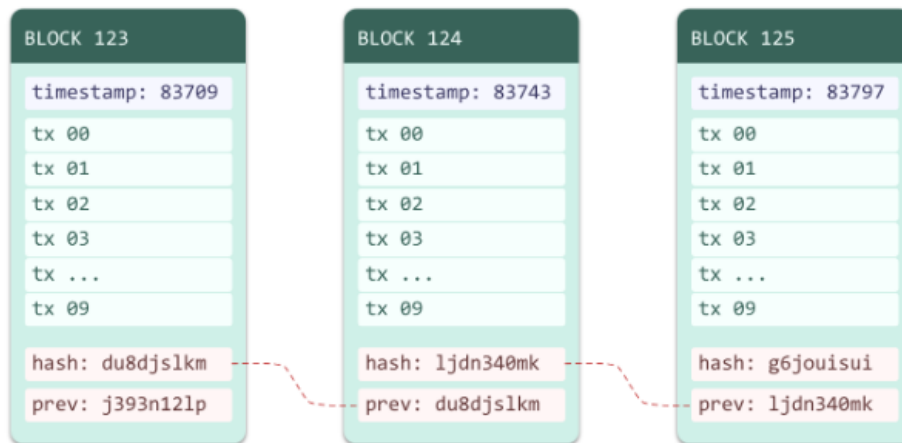 BLOCK 123
timestamp: 83709
tx 00
tx 01
tx 02
tx 03
tx ...
tx 09
hash: du8djslkm
prev: j393n12lp
BLOCK 124
timestamp: 83743
tx 00
tx 01
tx 02
tx 03
tx ...
tx 09
hash: ljdn340mk
prev: du8djslkm
BLOCK 125
timestamp: 83797
tx 00
tx 01
tx 02
tx 03
tx ...
tx 09
hash: g6jouisui
prev: ljdn340mk